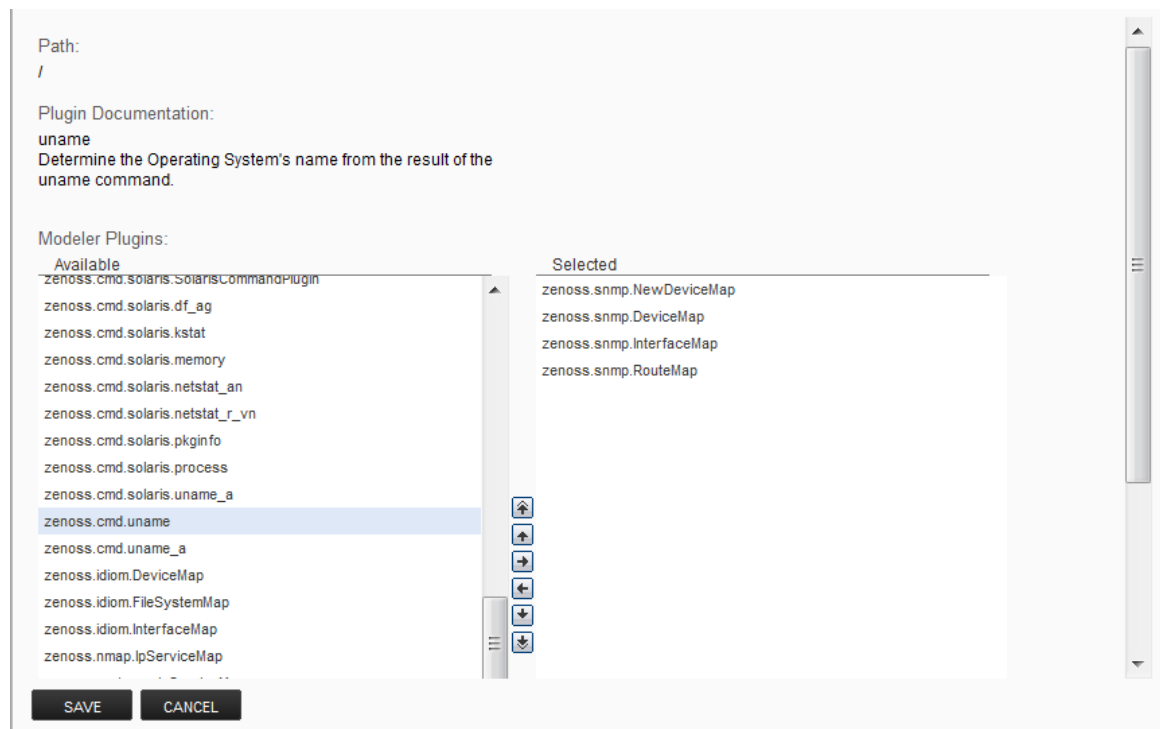 Path:
/
Plugin Documentation:
uname
Determine the Operating System's name from the result of the
uname command.
Modeler Plugins:
Available
zenoss.cmd.solaris.SolarisCommandPlugin
zenoss.cmd.solaris.df_ag
zenoss.cmd.solaris.kstat
zenoss.cmd.solaris.memory
zenoss.cmd.solaris.netstat_an
zenoss.cmd.solaris.netstat_r_vn
zenoss.cmd.solaris.pkginfo
zenoss.cmd.solaris.process
zenoss.cmd.solaris.uname_a
zenoss.cmd.uname
zenoss.cmd.uname_a
zenoss.idiom.DeviceMap
zenoss.idiom.FileSystemMap
zenoss.idiom.InterfaceMap
zenoss.nmap.IpServiceMap
Selected
zenoss.snmp.NewDeviceMap
zenoss.snmp.DeviceMap
zenoss.snmp.InterfaceMap
zenoss.snmp.RouteMap
SAVE
CANCEL